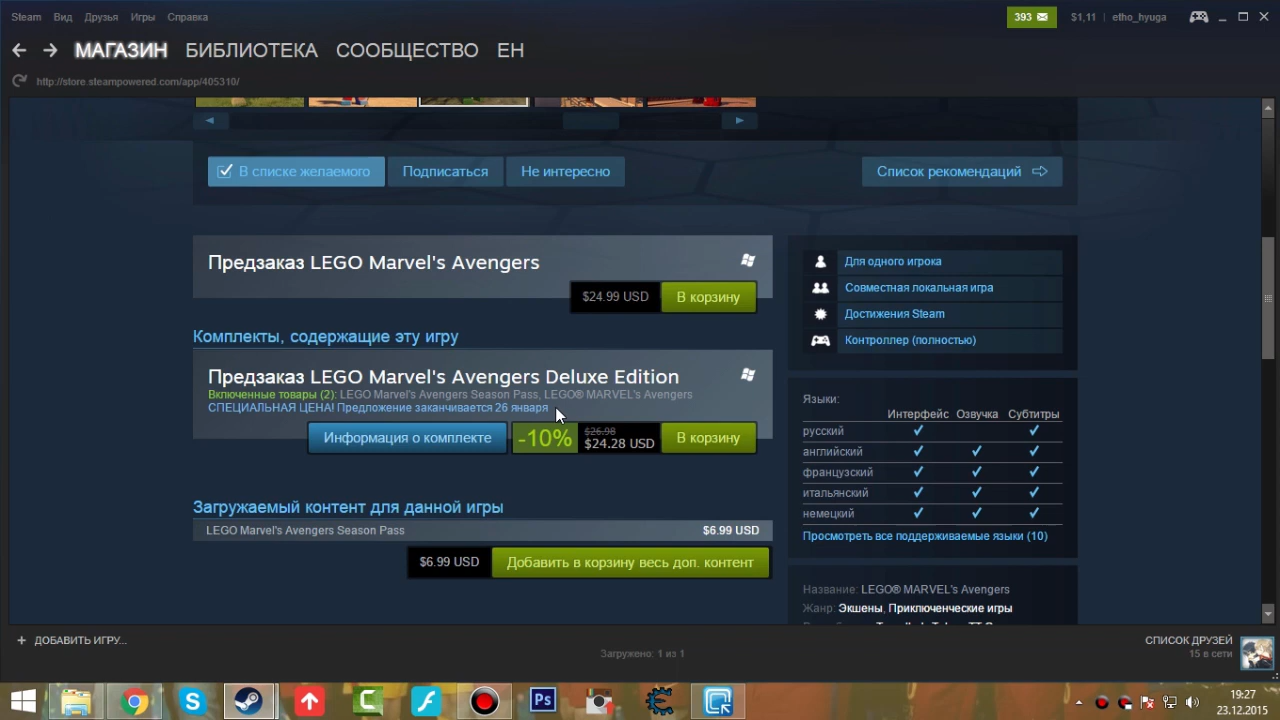 Steam Вид Друзья Игры Справка
393 $1,11 etho_hyuga
МАГАЗИН БИБЛИОТЕКА СООБЩЕСТВО EH
http://store.steampowered.com/app/405310/
В списке желаемого Подписаться Не интересно Список рекомендаций
Предзаказ LEGO Marvel's Avengers
$24.99 USD В корзину
Комплекты, содержащие эту игру
Предзаказ LEGO Marvel's Avengers Deluxe Edition
Включенные товары (2): LEGO Marvel's Avengers Season Pass, LEGO® MARVEL's Avengers
СПЕЦИАЛЬНАЯ ЦЕНА! Предложение заканчивается 26 января
Информация о комплекте -10% $26.98 $24.28 USD В корзину
Загружаемый контент для данной игры
LEGO Marvel's Avengers Season Pass $6.99 USD
$6.99 USD Добавить в корзину весь доп. контент
Для одного игрока
Совместная локальная игра
Достижения Steam
Контроллер (полностью)
Языки:
Интерфейс Озвучка Субтитры
русский
английский
французский
итальянский
немецкий
Просмотреть все поддерживаемые языки (10)
Название: LEGO® MARVEL's Avengers
Жанр: Экшены, Приключенческие игры
ДОБАВИТЬ ИГРУ...
Загружено: 1 из 1
СПИСОК ДРУЗЕЙ
15 в сети
Ps
19:27
23.12.2015